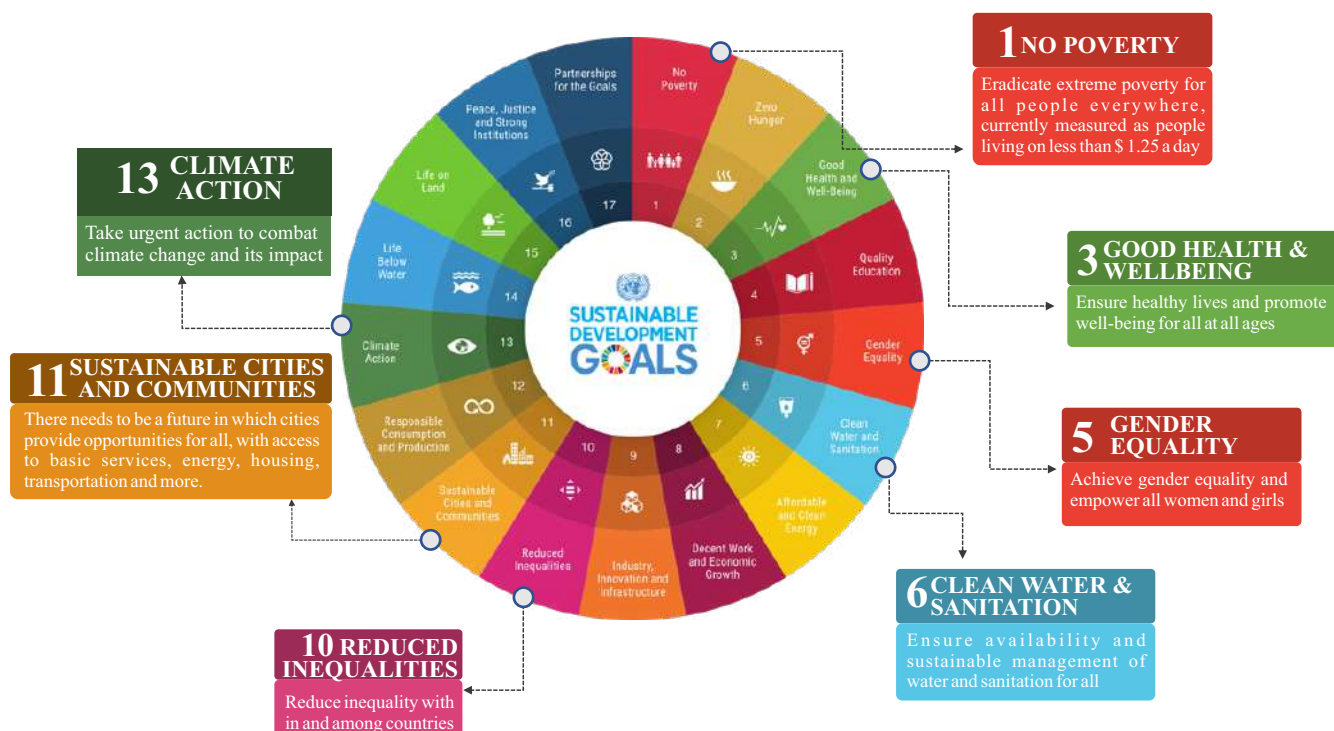 1 NO POVERTY
Eradicate extreme poverty for
all people everywhere,
currently measured as people
living on less than $ 1.25 a day
3 GOOD HEALTH &
WELLBEING
Ensure healthy lives and promote
well-being for all at all ages
5 GENDER
EQUALITY
Achieve gender equality and
empower all women and girls
6 CLEAN WATER &
SANITATION
Ensure availability and
sustainable management of
water and sanitation for all
10 REDUCED
INEQUALITIES
Reduce inequality with
in and among countries
11 SUSTAINABLE CITIES
AND COMMUNITIES
There needs to be a future in which cities
provide opportunities for all, with access
to basic services, energy, housing,
transportation and more.
13 CLIMATE
ACTION
Take urgent action to combat
climate change and its impact
No
Poverty
1
Zero
Hunger
2
Good
Health and
Well-Being
3
Quality
Education
4
Gender
Equality
5
Clean
Water and
Sanitation
6
Affordable
and Clean
Energy
7
Decent Work
and Economic
Growth
8
Industry,
Innovation and
Infrastructure
9
Reduced
Inequalities
10
Sustainable
Cities and
Communities
11
Responsible
Consumption
and Production
12
Climate
Action
13
Life
Below
Water
14
Life on
Land
15
Peace, Justice
and Strong
Institutions
16
Partnerships
for the Goals
17
SUSTAINABLE
DEVELOPMENT
GOALS